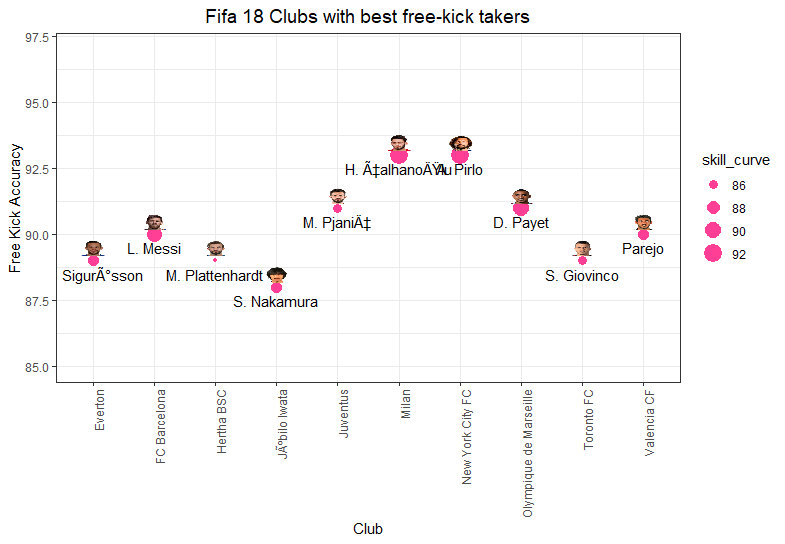 Fifa 18 Clubs with best free-kick takers
Free Kick Accuracy
97.5
95.0
92.5
90.0
87.5
85.0
H. Ã‡alhanoÄŸlu
A. Pirlo
M. PjaniÄ‡
D. Payet
L. Messi
Parejo
SigurÃ°sson
M. Plattenhardt
S. Giovinco
S. Nakamura
Everton
FC Barcelona
Hertha BSC
JÃºbilo Iwata
Juventus
Milan
New York City FC
Olympique de Marseille
Toronto FC
Valencia CF
Club
skill_curve
86
88
90
92